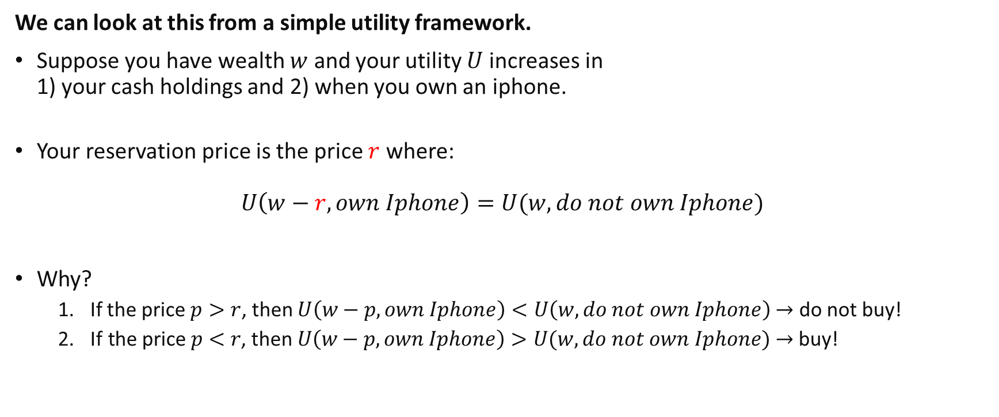 We can look at this from a simple utility framework.
• Suppose you have wealth w and your utility U increases in
1) your cash holdings and 2) when you own an iphone.
• Your reservation price is the price r where:
U(w − r, own Iphone) = U(w, do not own Iphone)
• Why?
1. If the price p > r, then U(w − p, own Iphone) < U(w, do not own Iphone) → do not buy!
2. If the price p < r, then U(w − p, own Iphone) > U(w, do not own Iphone) → buy!